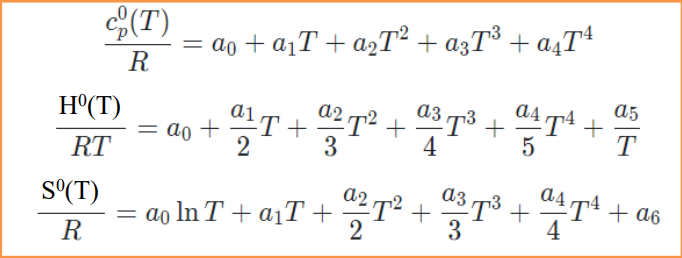 c_p^0(T)/R = a_0 + a_1T + a_2T^2 + a_3T^3 + a_4T^4
H^0(T)/RT = a_0 + a_1/2 T + a_2/3 T^2 + a_3/4 T^3 + a_4/5 T^4 + a_5/T
S^0(T)/R = a_0 ln T + a_1T + a_2/2 T^2 + a_3/3 T^3 + a_4/4 T^4 + a_6